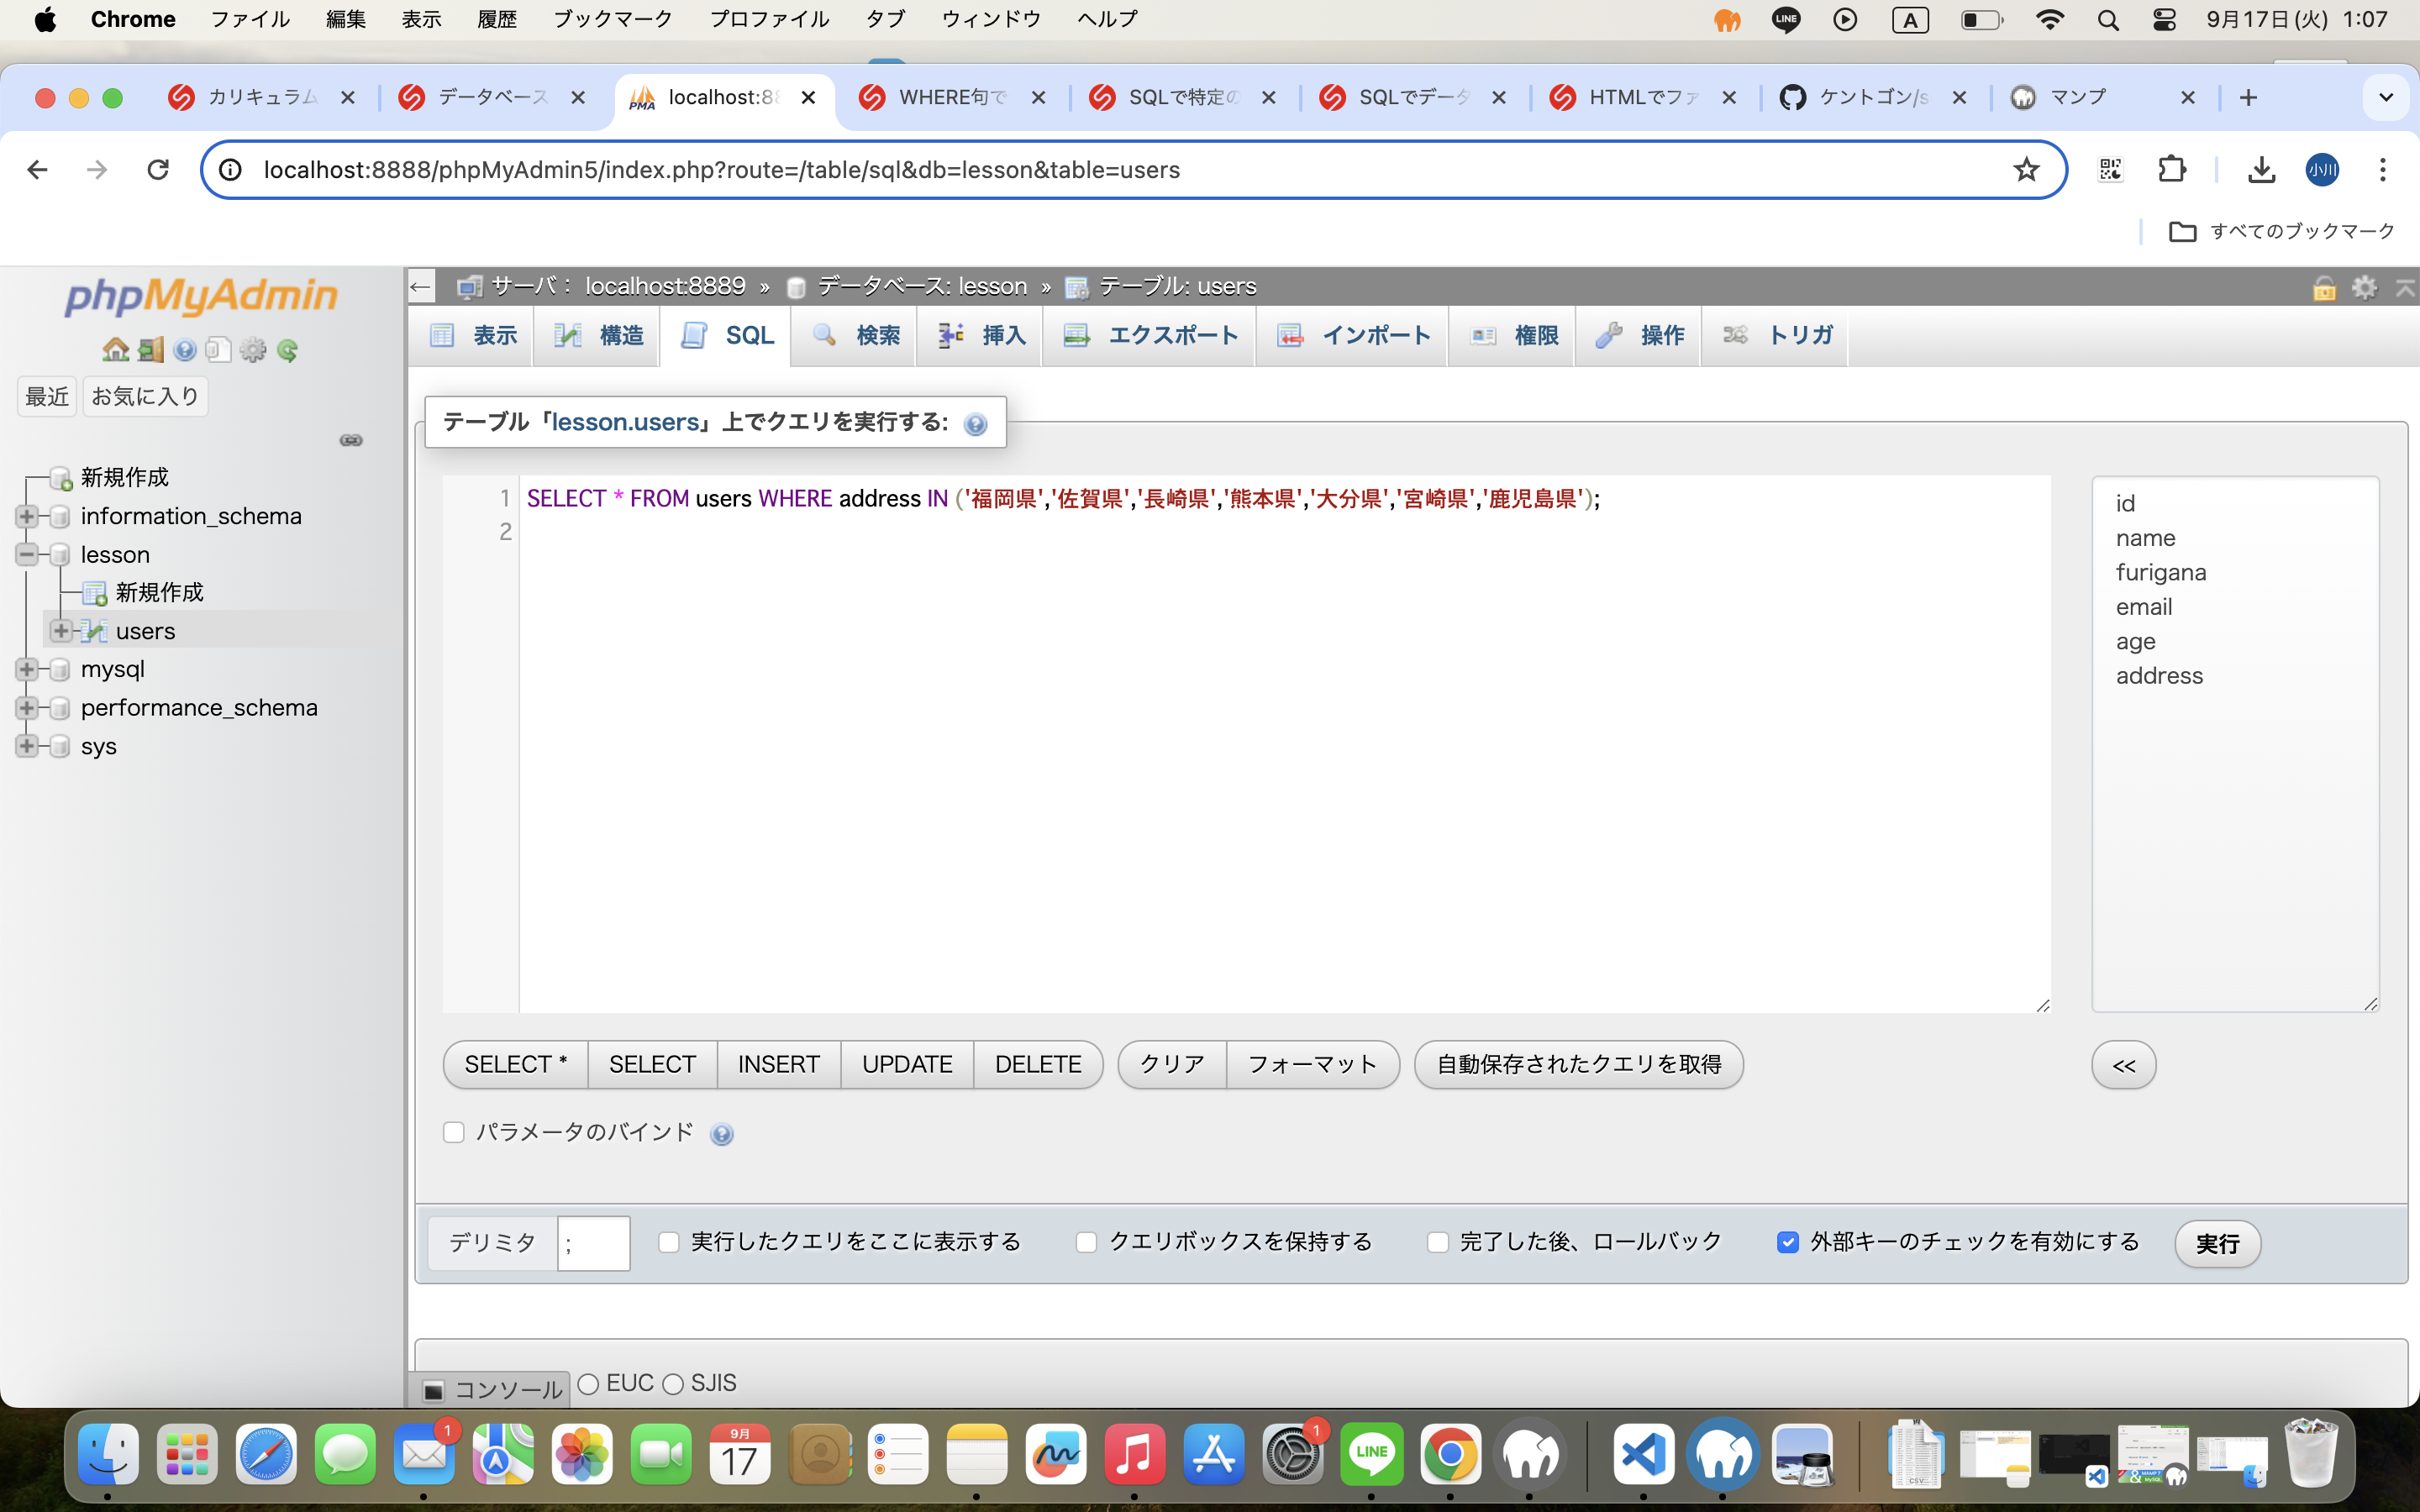 Chrome ファイル 編集 表示 履歴 ブックマーク プロファイル タブ ウィンドウ ヘルプ LINE A 9月17日(火) 1:07
カリキュラム データベース localhost:88 WHERE句で SQLで特定の SQLでデータ HTMLでファ ケントゴン/s マンプ
localhost:8888/phpMyAdmin5/index.php?route=/table/sql&db=lesson&table=users 小川
すべてのブックマーク
phpMyAdmin
最近 お気に入り
新規作成
information_schema
lesson
新規作成
users
mysql
performance_schema
sys
サーバ: localhost:8889 » データベース: lesson » テーブル: users
表示 構造 SQL 検索 挿入 エクスポート インポート 権限 操作 トリガ
テーブル「lesson.users」上でクエリを実行する:
1 SELECT * FROM users WHERE address IN ('福岡県','佐賀県','長崎県','熊本県','大分県','宮崎県','鹿児島県');
2
id
name
furigana
email
age
address
SELECT * SELECT INSERT UPDATE DELETE クリア フォーマット 自動保存されたクエリを取得 <<
パラメータのバインド
デリミタ ; 実行したクエリをここに表示する クエリボックスを保持する 完了した後、ロールバック 外部キーのチェックを有効にする 実行
コンソール EUC SJIS
1 9月 17 1 LINE CSV